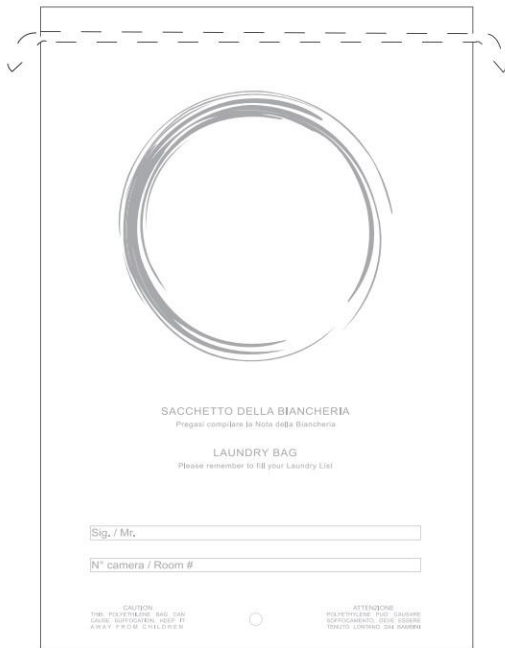 SACCHETTO DELLA BIANCHERIA
Pregasi compilare la Nota della Biancheria
LAUNDRY BAG
Please remember to fill your Laundry List
Sig. / Mr.
N° camera / Room #
CAUTION
THIS POLYETHILENE BAG CAN
CAUSE SUFFOCATION. KEEP IT
AWAY FROM CHILDREN
ATTENZIONE
POLYETHYLENE PUO' CAUSARE
SOFFOCAMENTO. DEVE ESSERE
TENUTO LONTANO DAI BAMBINI